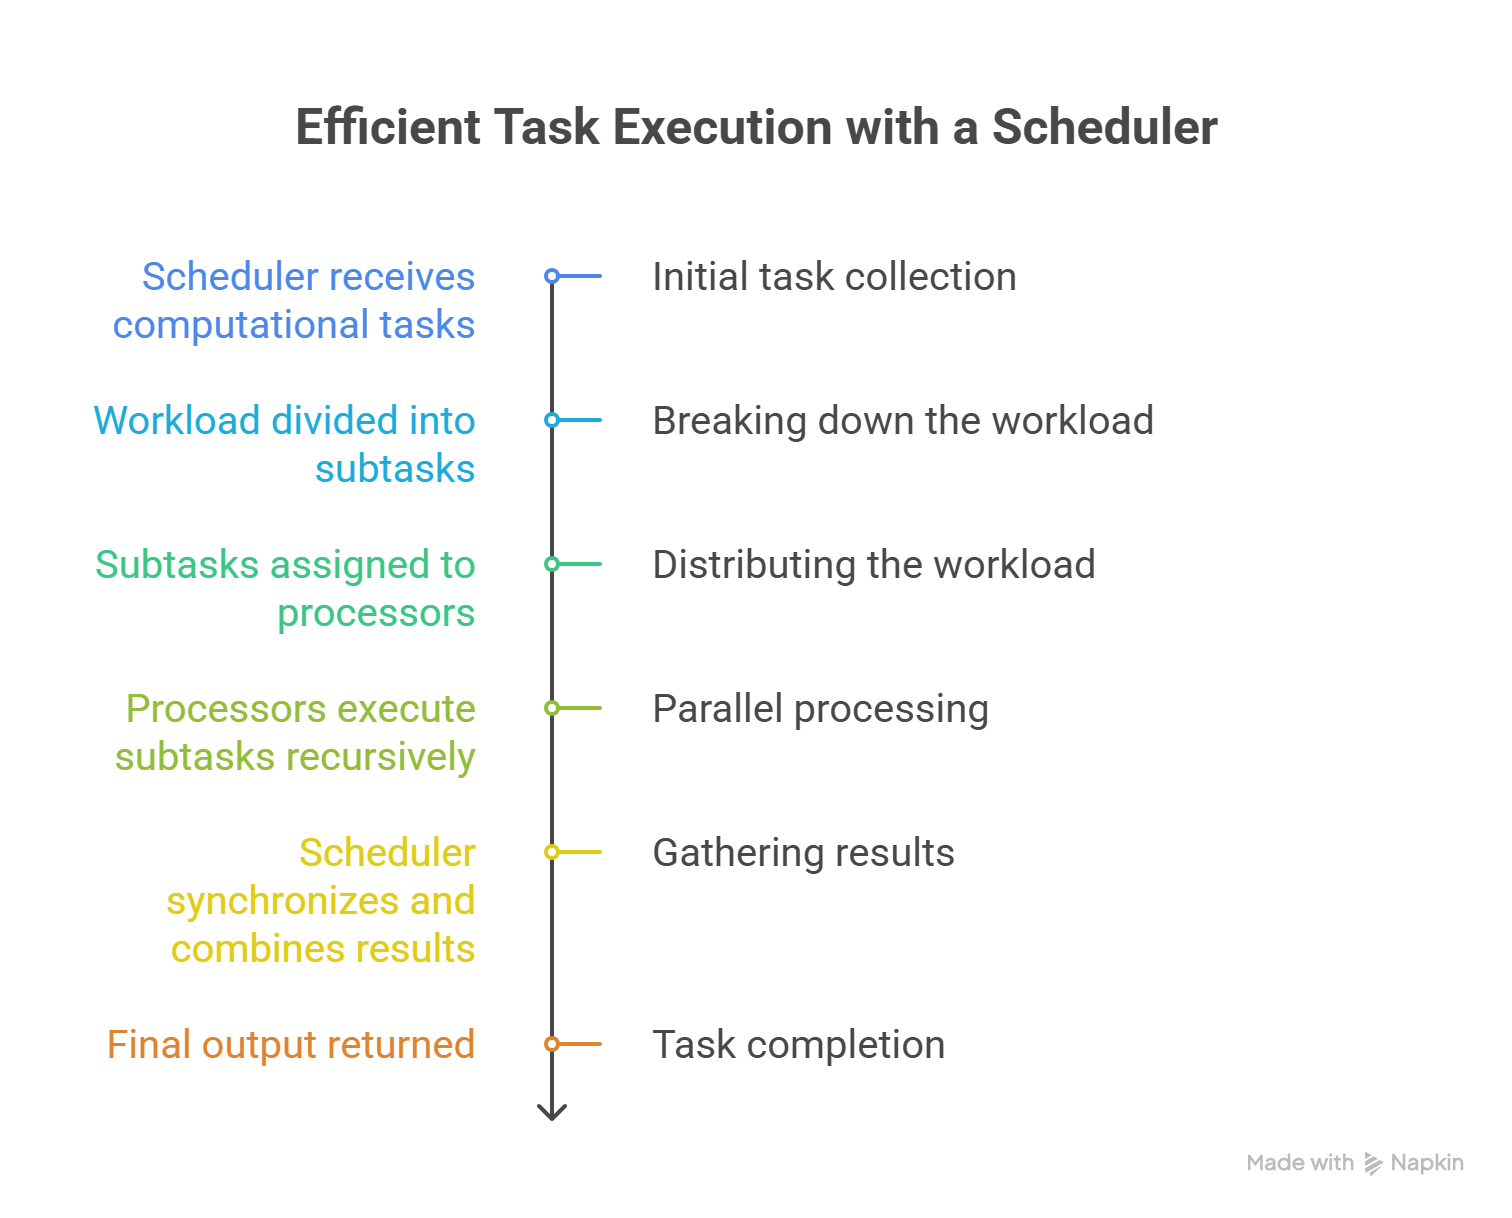 Efficient Task Execution with a Scheduler
Scheduler receives
computational tasks
Initial task collection
Workload divided into
subtasks
Breaking down the workload
Subtasks assigned to
processors
Distributing the workload
Processors execute
subtasks recursively
Parallel processing
Scheduler
synchronizes and
combines results
Gathering results
Final output returned
Task completion
Made with Napkin